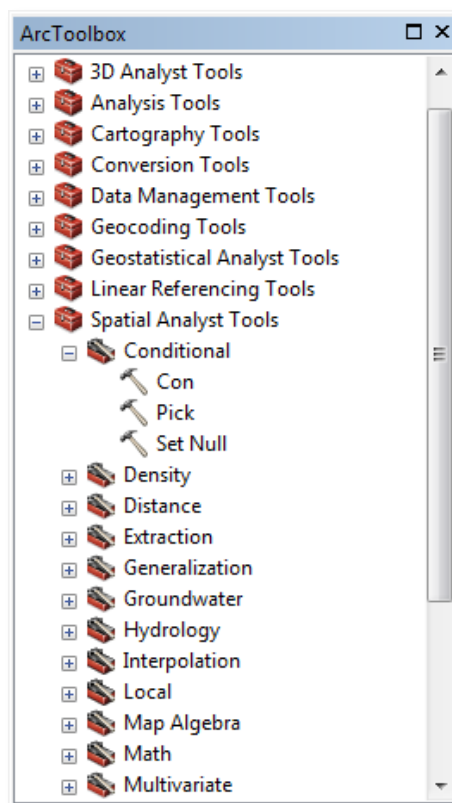 ArcToolbox
3D Analyst Tools
Analysis Tools
Cartography Tools
Conversion Tools
Data Management Tools
Geocoding Tools
Geostatistical Analyst Tools
Linear Referencing Tools
Spatial Analyst Tools
Conditional
Con
Pick
Set Null
Density
Distance
Extraction
Generalization
Groundwater
Hydrology
Interpolation
Local
Map Algebra
Math
Multivariate